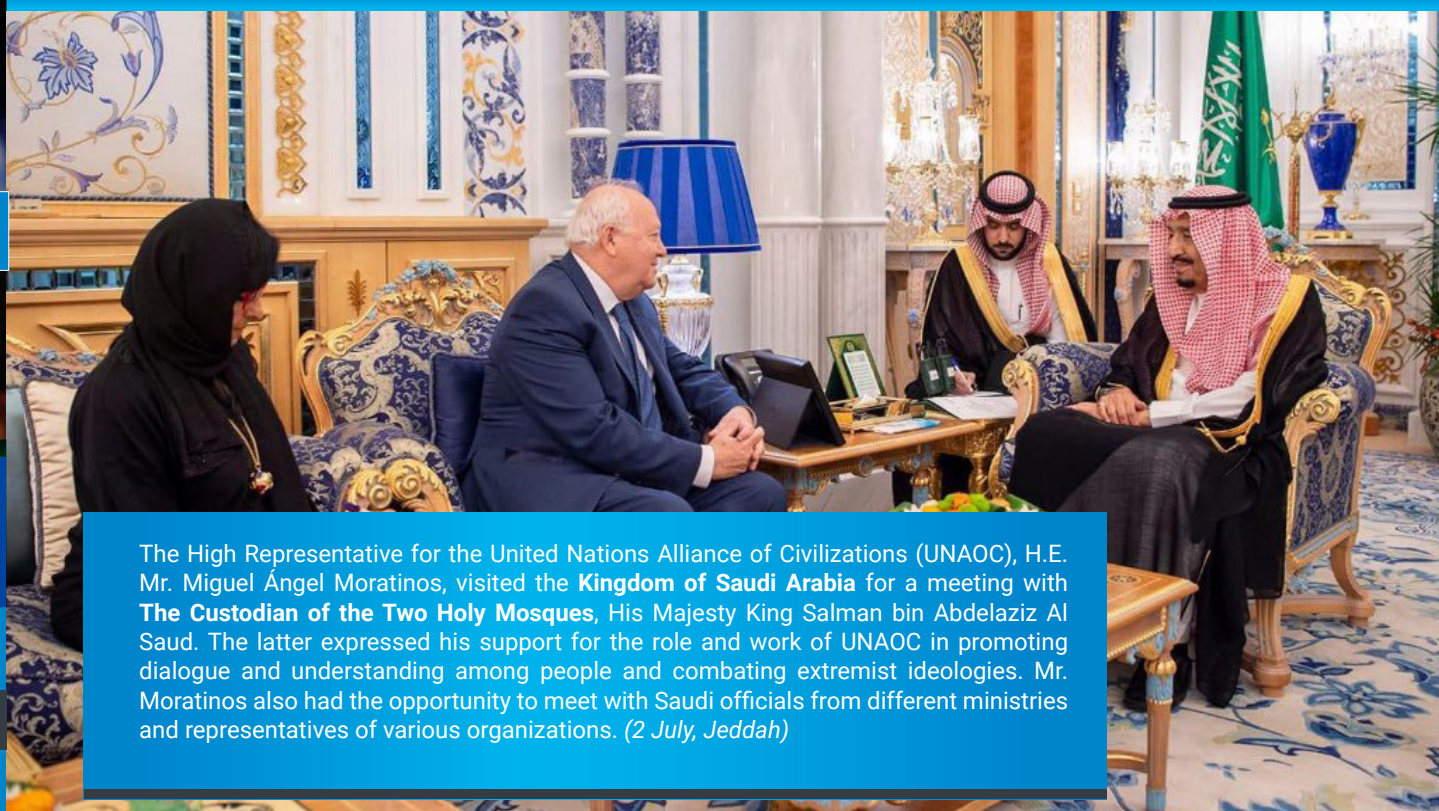 The High Representative for the United Nations Alliance of Civilizations (UNAOC), H.E.
Mr. Miguel Ángel Moratinos, visited the Kingdom of Saudi Arabia for a meeting with
The Custodian of the Two Holy Mosques, His Majesty King Salman bin Abdelaziz Al
Saud. The latter expressed his support for the role and work of UNAOC in promoting
dialogue and understanding among people and combating extremist ideologies. Mr.
Moratinos also had the opportunity to meet with Saudi officials from different ministries
and representatives of various organizations. (2 July, Jeddah)